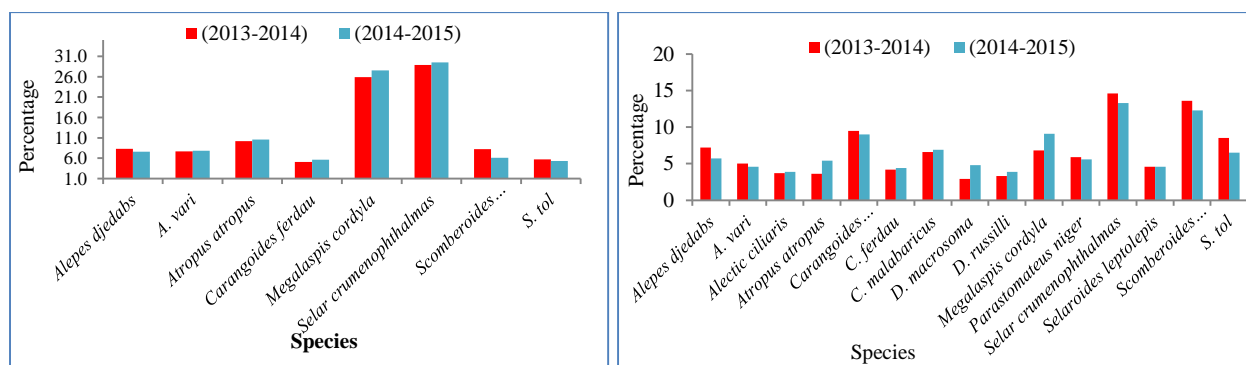 (2013-2014) (2014-2015)
31.0
26.0
21.0
16.0
11.0
6.0
1.0
Percentage
Alepes djedabs
A. vari
Atropus atropus
Carangoides ferdau
Megalaspis cordyla
Selar crumenophthalmas
Scomberoides...
S. tol
Species
(2013-2014) (2014-2015)
20
15
10
5
0
Percentage
Alepes djedabs
A. vari
Alectic ciliaris
Atropus atropus
Carangoides...
C. ferdau
C. malabaricus
D. macrosoma
D. russilli
Megalaspis cordyla
Parastomateus niger
Selar crumenophthalmas
Selaroides leptolepis
Scomberoides...
S. tol
Species